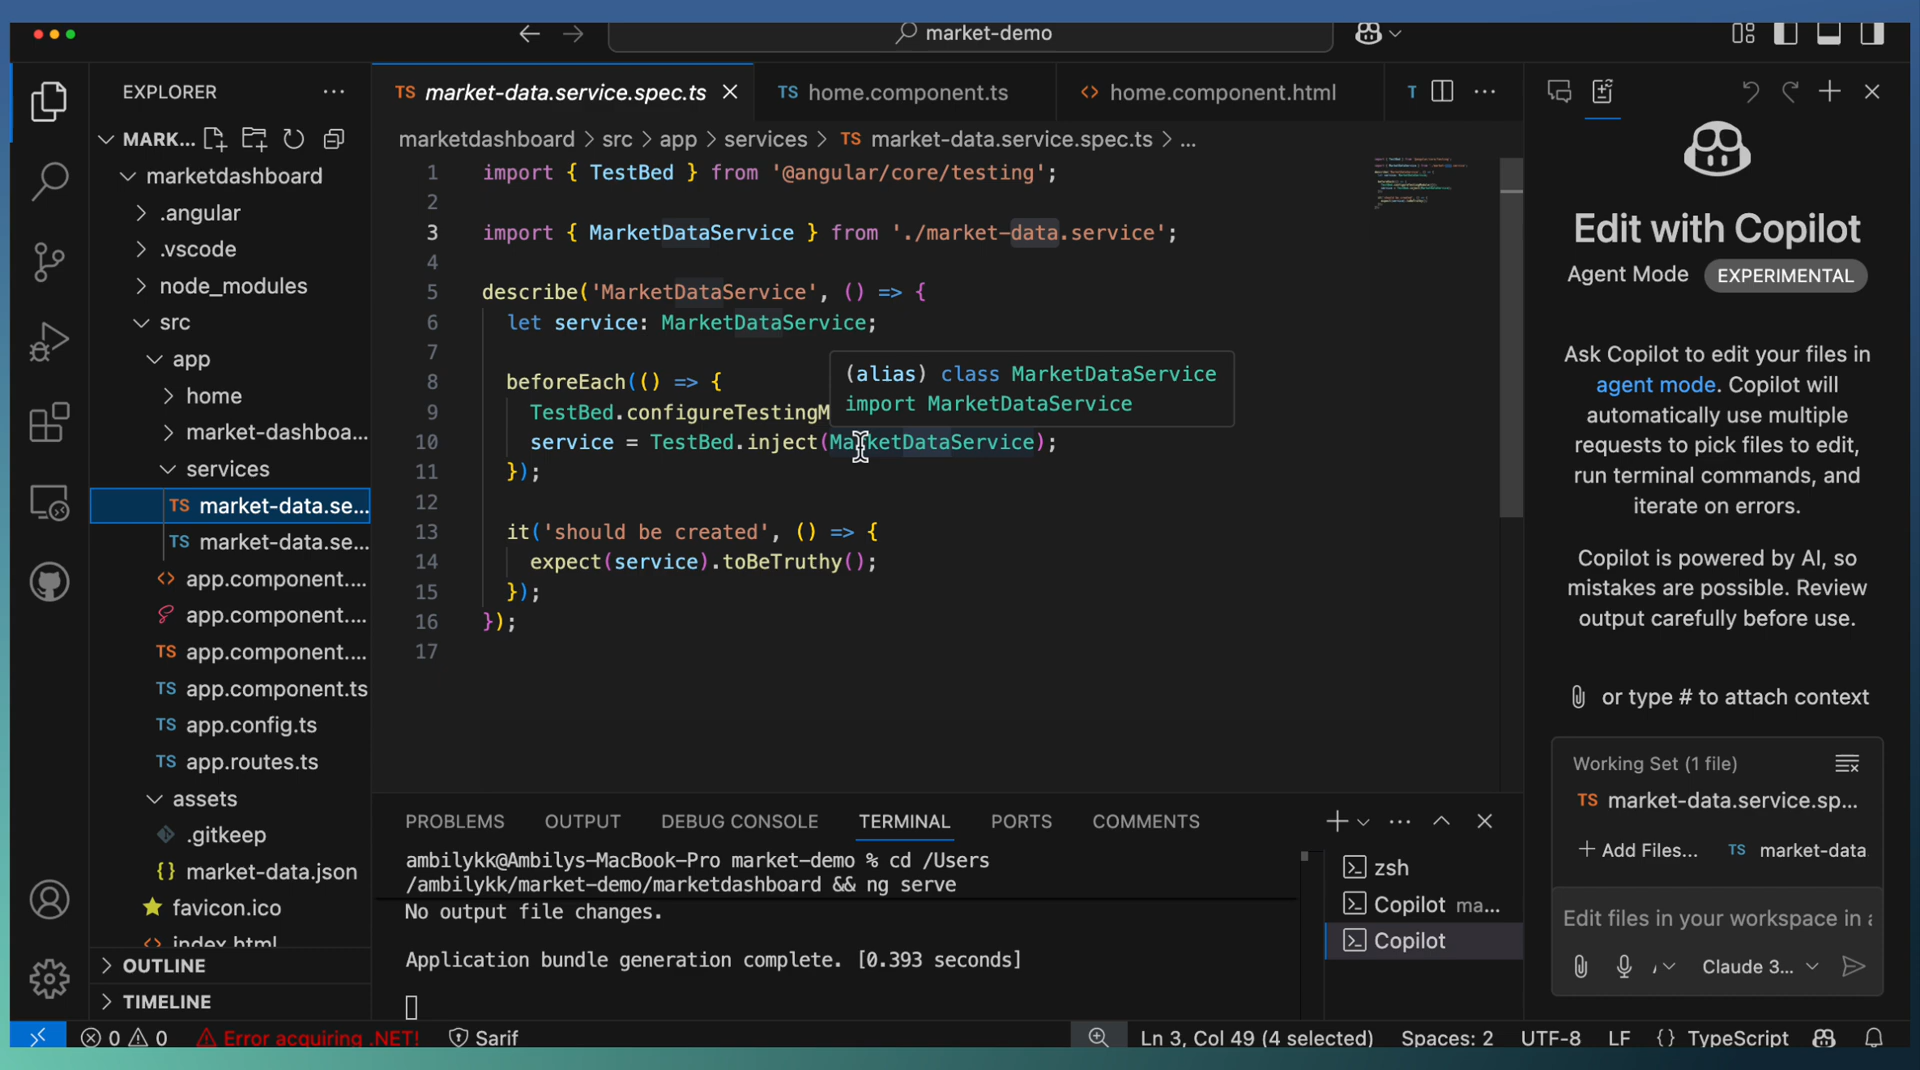 market-demo
EXPLORER
MARK...
marketdashboard
.angular
.vscode
node_modules
src
app
home
market-dashboa...
services
TS market-data.se...
TS market-data.se...
app.component....
app.component....
TS app.component....
TS app.component.ts
TS app.config.ts
TS app.routes.ts
assets
.gitkeep
{} market-data.json
favicon.ico
index.html
OUTLINE
TIMELINE
TS market-data.service.spec.ts
TS home.component.ts
<> home.component.html
T
marketdashboard > src > app > services > TS market-data.service.spec.ts > ...
1 import { TestBed } from '@angular/core/testing';
2
3 import { MarketDataService } from './market-data.service';
4
5 describe('MarketDataService', () => {
6 let service: MarketDataService;
7
8 beforeEach(() => {
9 TestBed.configureTestingM
10 service = TestBed.inject(MarketDataService);
11 });
12
13 it('should be created', () => {
14 expect(service).toBeTruthy();
15 });
16 });
17
(alias) class MarketDataService
import MarketDataService
PROBLEMS OUTPUT DEBUG CONSOLE TERMINAL PORTS COMMENTS
ambilykk@Ambilys-MacBook-Pro market-demo % cd /Users
/ambilykk/market-demo/marketdashboard && ng serve
No output file changes.
Application bundle generation complete. [0.393 seconds]
zsh
Copilot ma...
Copilot
Edit with Copilot
Agent Mode EXPERIMENTAL
Ask Copilot to edit your files in
agent mode. Copilot will
automatically use multiple
requests to pick files to edit,
run terminal commands, and
iterate on errors.
Copilot is powered by AI, so
mistakes are possible. Review
output carefully before use.
or type # to attach context
Working Set (1 file)
TS market-data.service.sp...
+ Add Files... TS market-data
Edit files in your workspace in a
Claude 3...
0 0 Error acquiring .NET! Sarif Ln 3, Col 49 (4 selected) Spaces: 2 UTF-8 LF {} TypeScript